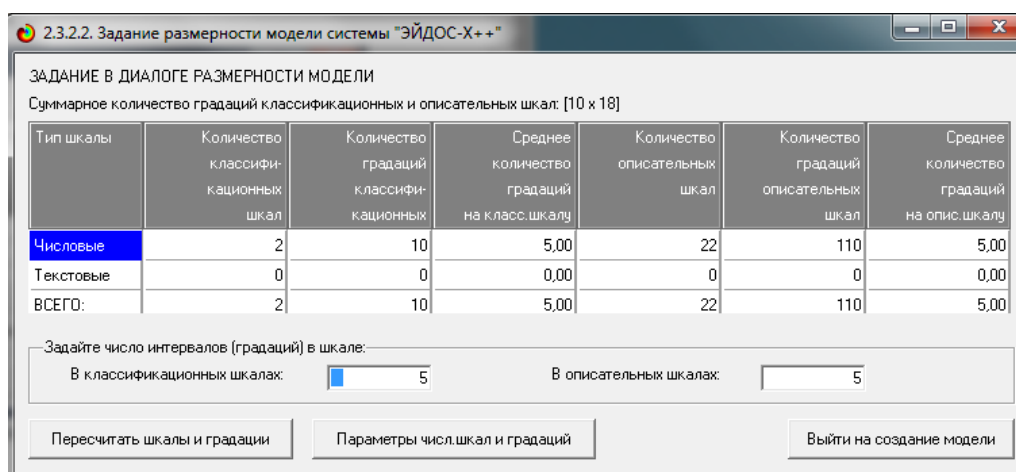 2.3.2.2. Задание размерности модели системы "ЭЙДОС-X++"
ЗАДАНИЕ В ДИАЛОГЕ РАЗМЕРНОСТИ МОДЕЛИ
Суммарное количество градаций классификационных и описательных шкал: [10 x 18]
Тип шкалы
Количество классифи- кационных шкал
Количество градаций классифи- кационных
Среднее количество градаций на класс.шкалу
Количество описательных шкал
Количество градаций описательных шкал
Среднее количество градаций на опис.шкалу
Числовые 2 10 5,00 22 110 5,00
Текстовые 0 0 0,00 0 0 0,00
ВСЕГО: 2 10 5,00 22 110 5,00
Задайте число интервалов (градаций) в шкале:
В классификационных шкалах: 5 В описательных шкалах: 5
Пересчитать шкалы и градации Параметры числ.шкал и градаций Выйти на создание модели